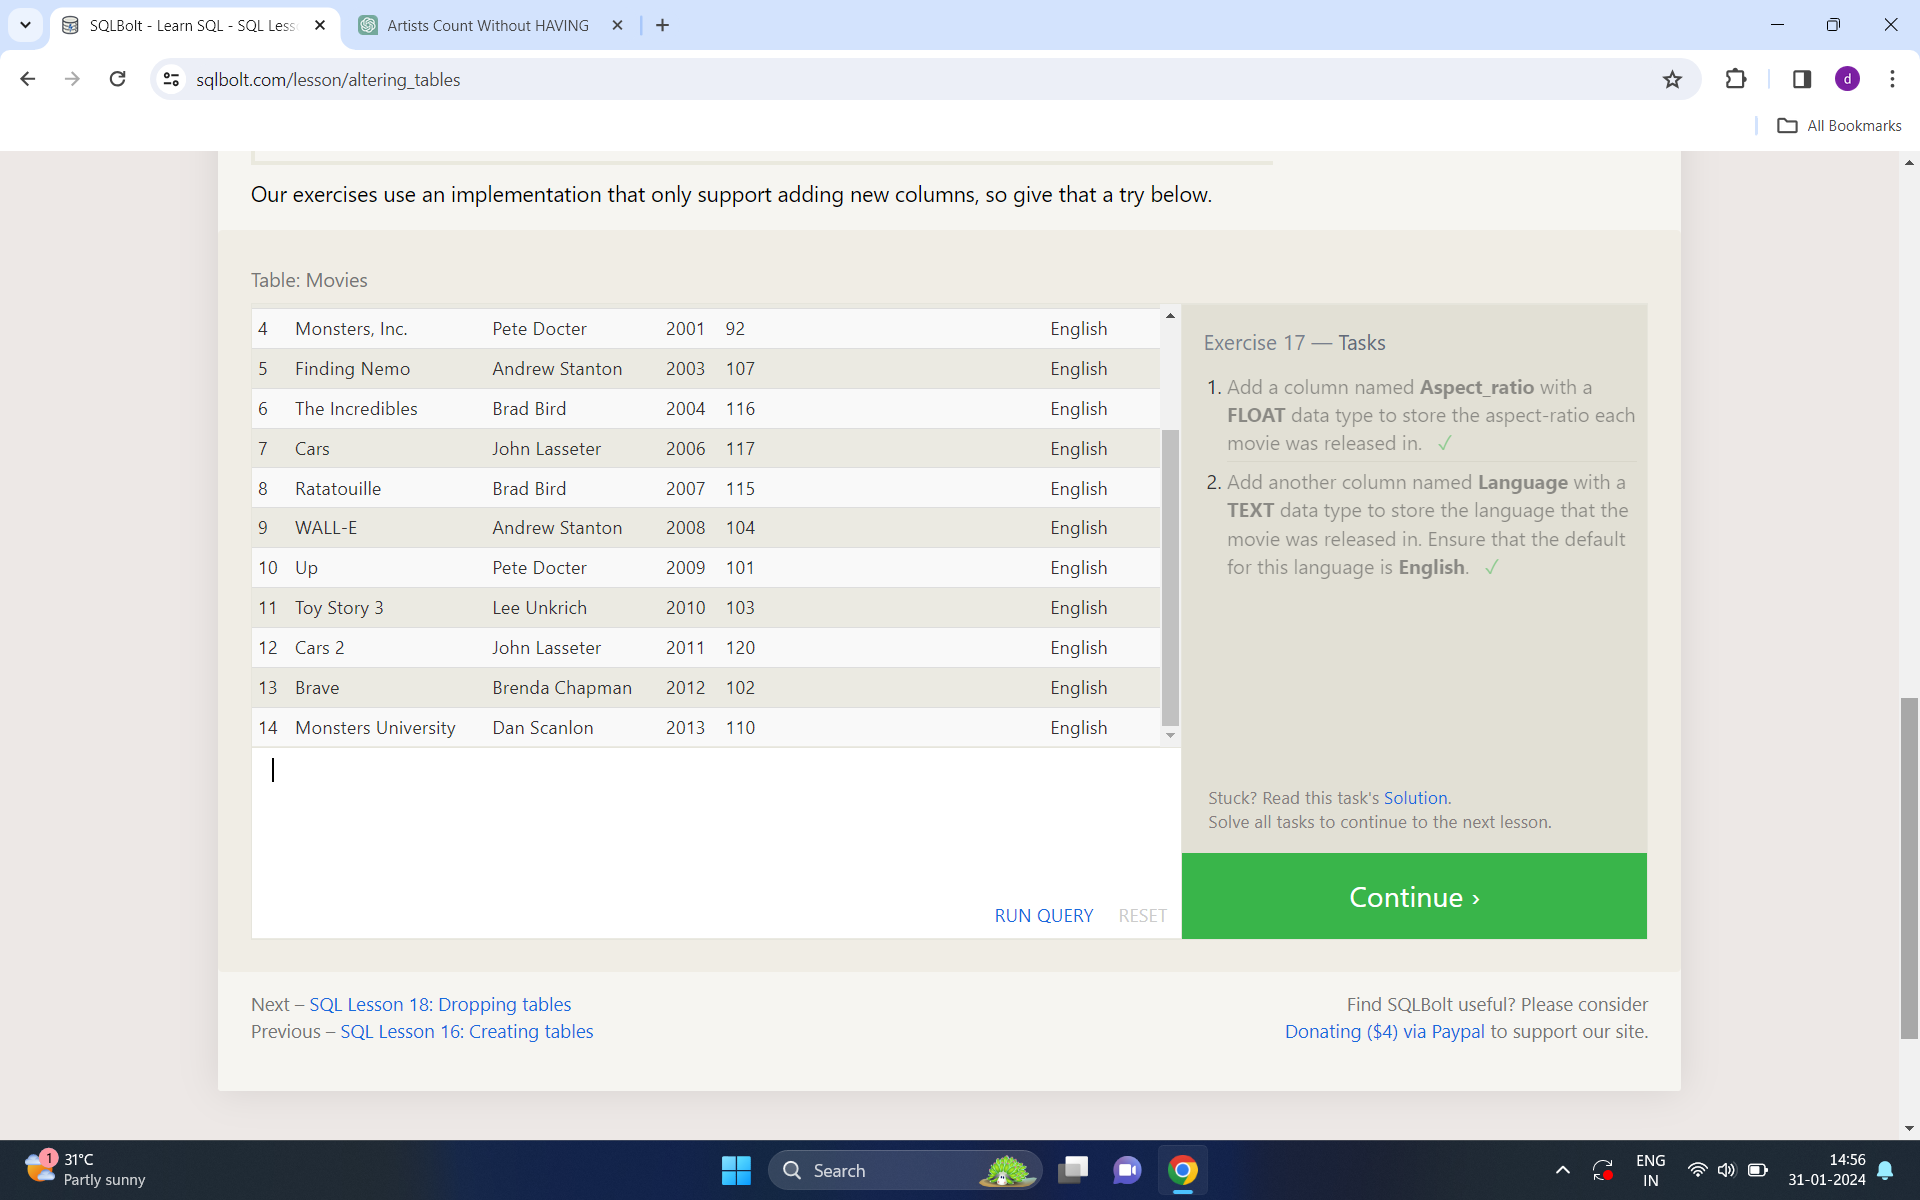 SQLBolt - Learn SQL - SQL Less
Artists Count Without HAVING
sqlbolt.com/lesson/altering_tables
d
All Bookmarks
Our exercises use an implementation that only support adding new columns, so give that a try below.
Table: Movies
4 Monsters, Inc. Pete Docter 2001 92 English
5 Finding Nemo Andrew Stanton 2003 107 English
6 The Incredibles Brad Bird 2004 116 English
7 Cars John Lasseter 2006 117 English
8 Ratatouille Brad Bird 2007 115 English
9 WALL-E Andrew Stanton 2008 104 English
10 Up Pete Docter 2009 101 English
11 Toy Story 3 Lee Unkrich 2010 103 English
12 Cars 2 John Lasseter 2011 120 English
13 Brave Brenda Chapman 2012 102 English
14 Monsters University Dan Scanlon 2013 110 English
RUN QUERY RESET
Exercise 17 — Tasks
1. Add a column named Aspect_ratio with a
FLOAT data type to store the aspect-ratio each
movie was released in. ✓
2. Add another column named Language with a
TEXT data type to store the language that the
movie was released in. Ensure that the default
for this language is English. ✓
Stuck? Read this task's Solution.
Solve all tasks to continue to the next lesson.
Continue ›
Next – SQL Lesson 18: Dropping tables
Previous – SQL Lesson 16: Creating tables
Find SQLBolt useful? Please consider
Donating ($4) via Paypal to support our site.
1
31°C
Partly sunny
Search
ENG
IN
14:56
31-01-2024